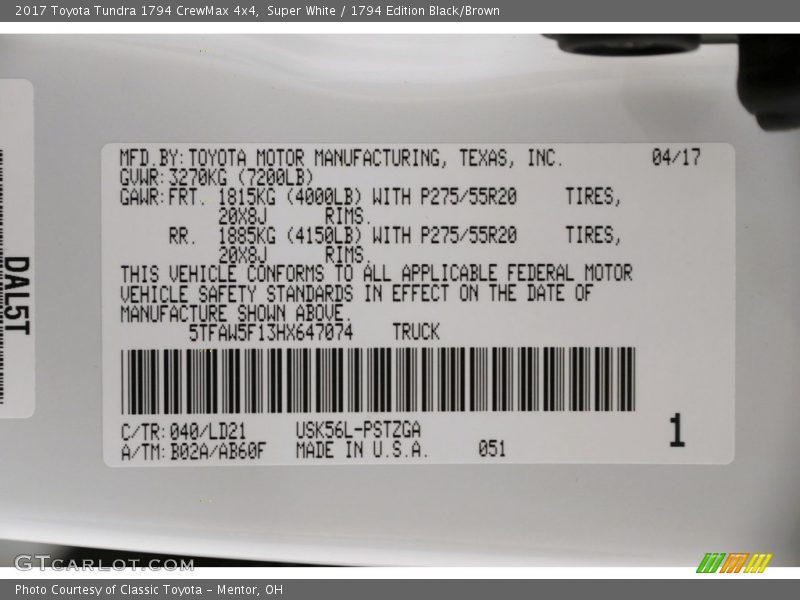 2017 Toyota Tundra 1794 CrewMax 4x4,  Super White / 1794 Edition Black/Brown
DAL5T
MFD.BY:TOYOTA MOTOR MANUFACTURING, TEXAS, INC. 04/17
GVWR:3270KG (7200LB)
GAWR:FRT. 1815KG (4000LB) WITH P275/55R20 TIRES,
20X8J RIMS.
RR. 1885KG (4150LB) WITH P275/55R20 TIRES,
20X8J RIMS.
THIS VEHICLE CONFORMS TO ALL APPLICABLE FEDERAL MOTOR
VEHICLE SAFETY STANDARDS IN EFFECT ON THE DATE OF
MANUFACTURE SHOWN ABOVE.
5TFAW5F13HX647074 TRUCK
C/TR:040/LD21 USK56L-PSTZGA
A/TM:B02A/AB60F MADE IN U.S.A. 051
1
GTCARLOT.COM
Photo Courtesy of Classic Toyota - Mentor, OH